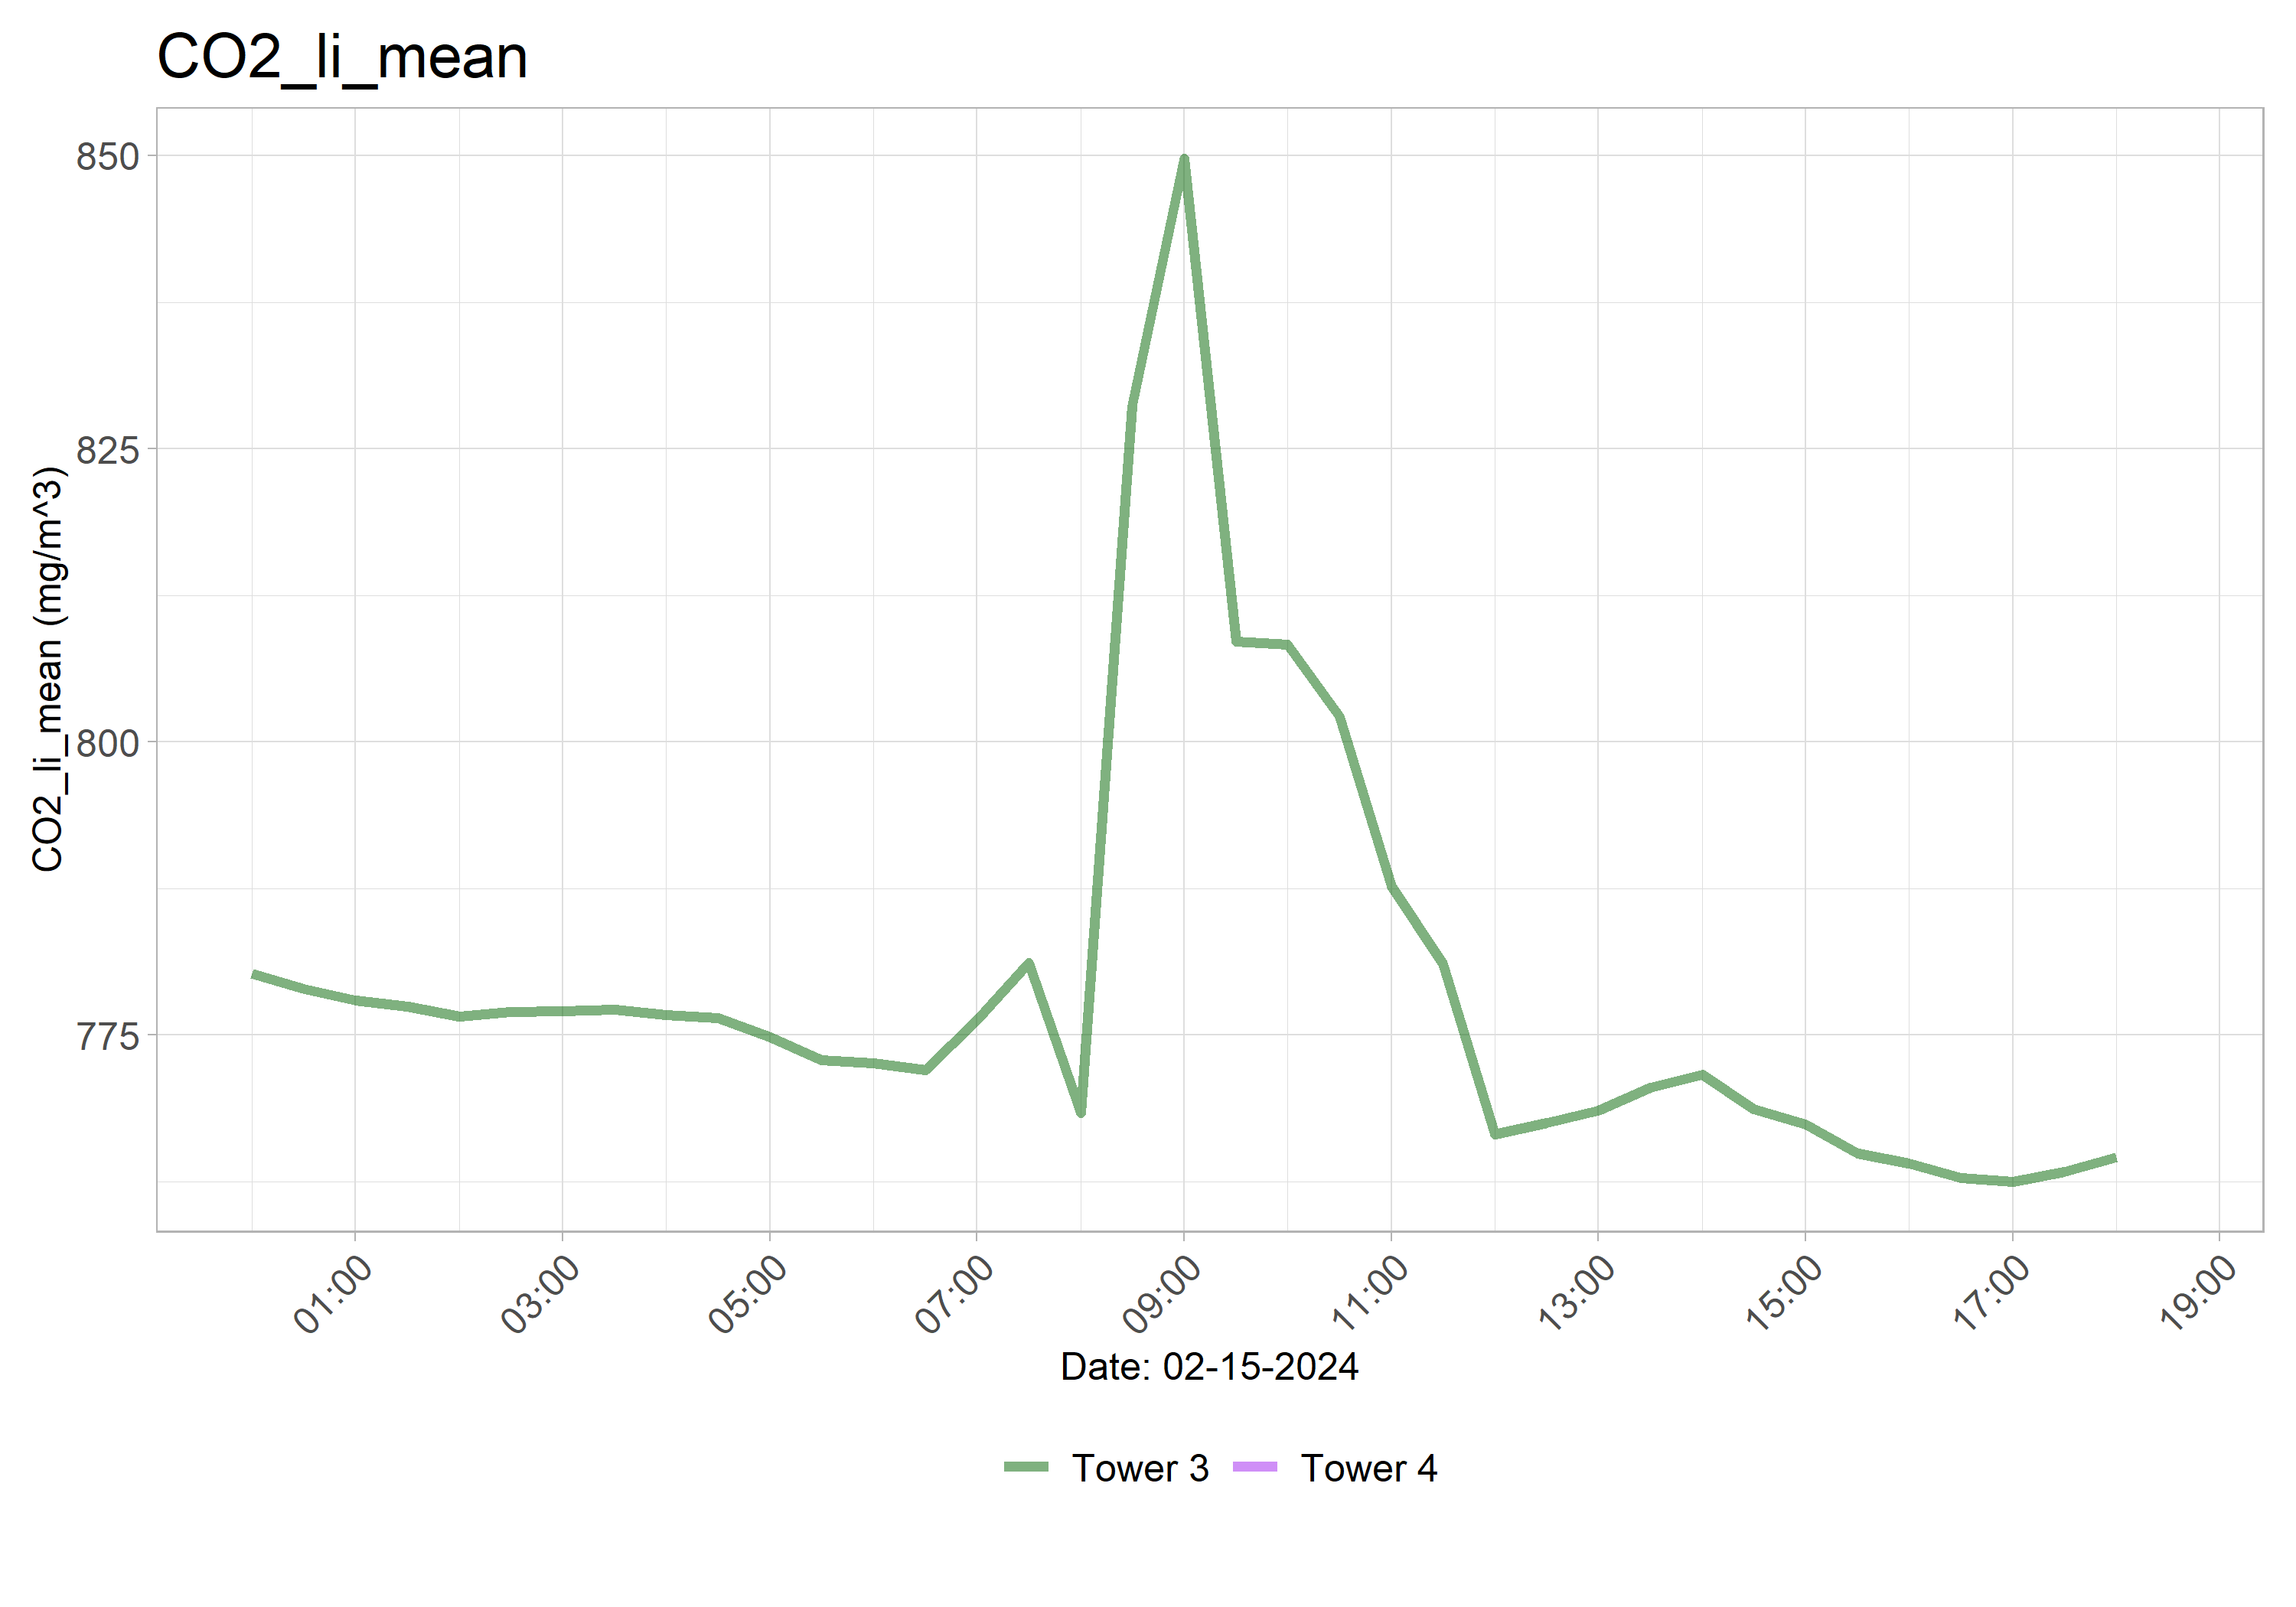 CO2_li_mean
850
825
800
775
CO2_li_mean (mg/m^3)
01:00
03:00
05:00
07:00
09:00
11:00
13:00
15:00
17:00
19:00
Date: 02-15-2024
Tower 3
Tower 4